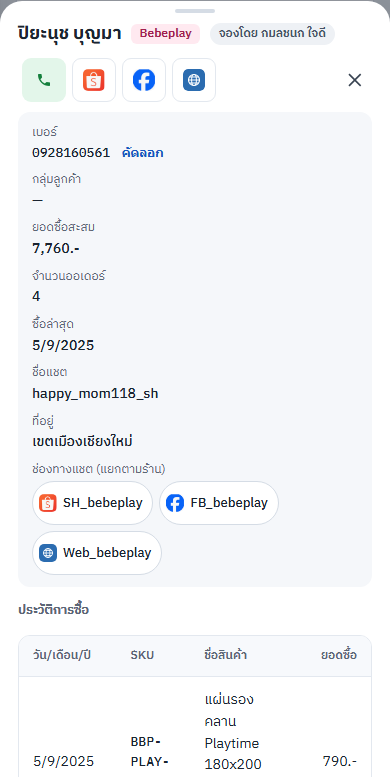 ปิยะนุช บุญมา
Bebeplay
จองโดย กมลชนก ใจดี
เบอร์
0928160561 คัดลอก
กลุ่มลูกค้า
—
ยอดซื้อสะสม
7,760.-
จำนวนออเดอร์
4
ซื้อล่าสุด
5/9/2025
ชื่อแชต
happy_mom118_sh
ที่อยู่
เขตเมืองเชียงใหม่
ช่องทางแชต (แยกตามร้าน)
SH_bebeplay FB_bebeplay
Web_bebeplay
ประวัติการซื้อ
วัน/เดือน/ปี SKU ชื่อสินค้า ยอดซื้อ
แผ่นรอง
คลาน
BBP- Playtime
5/9/2025 PLAY- 180x200 790.-